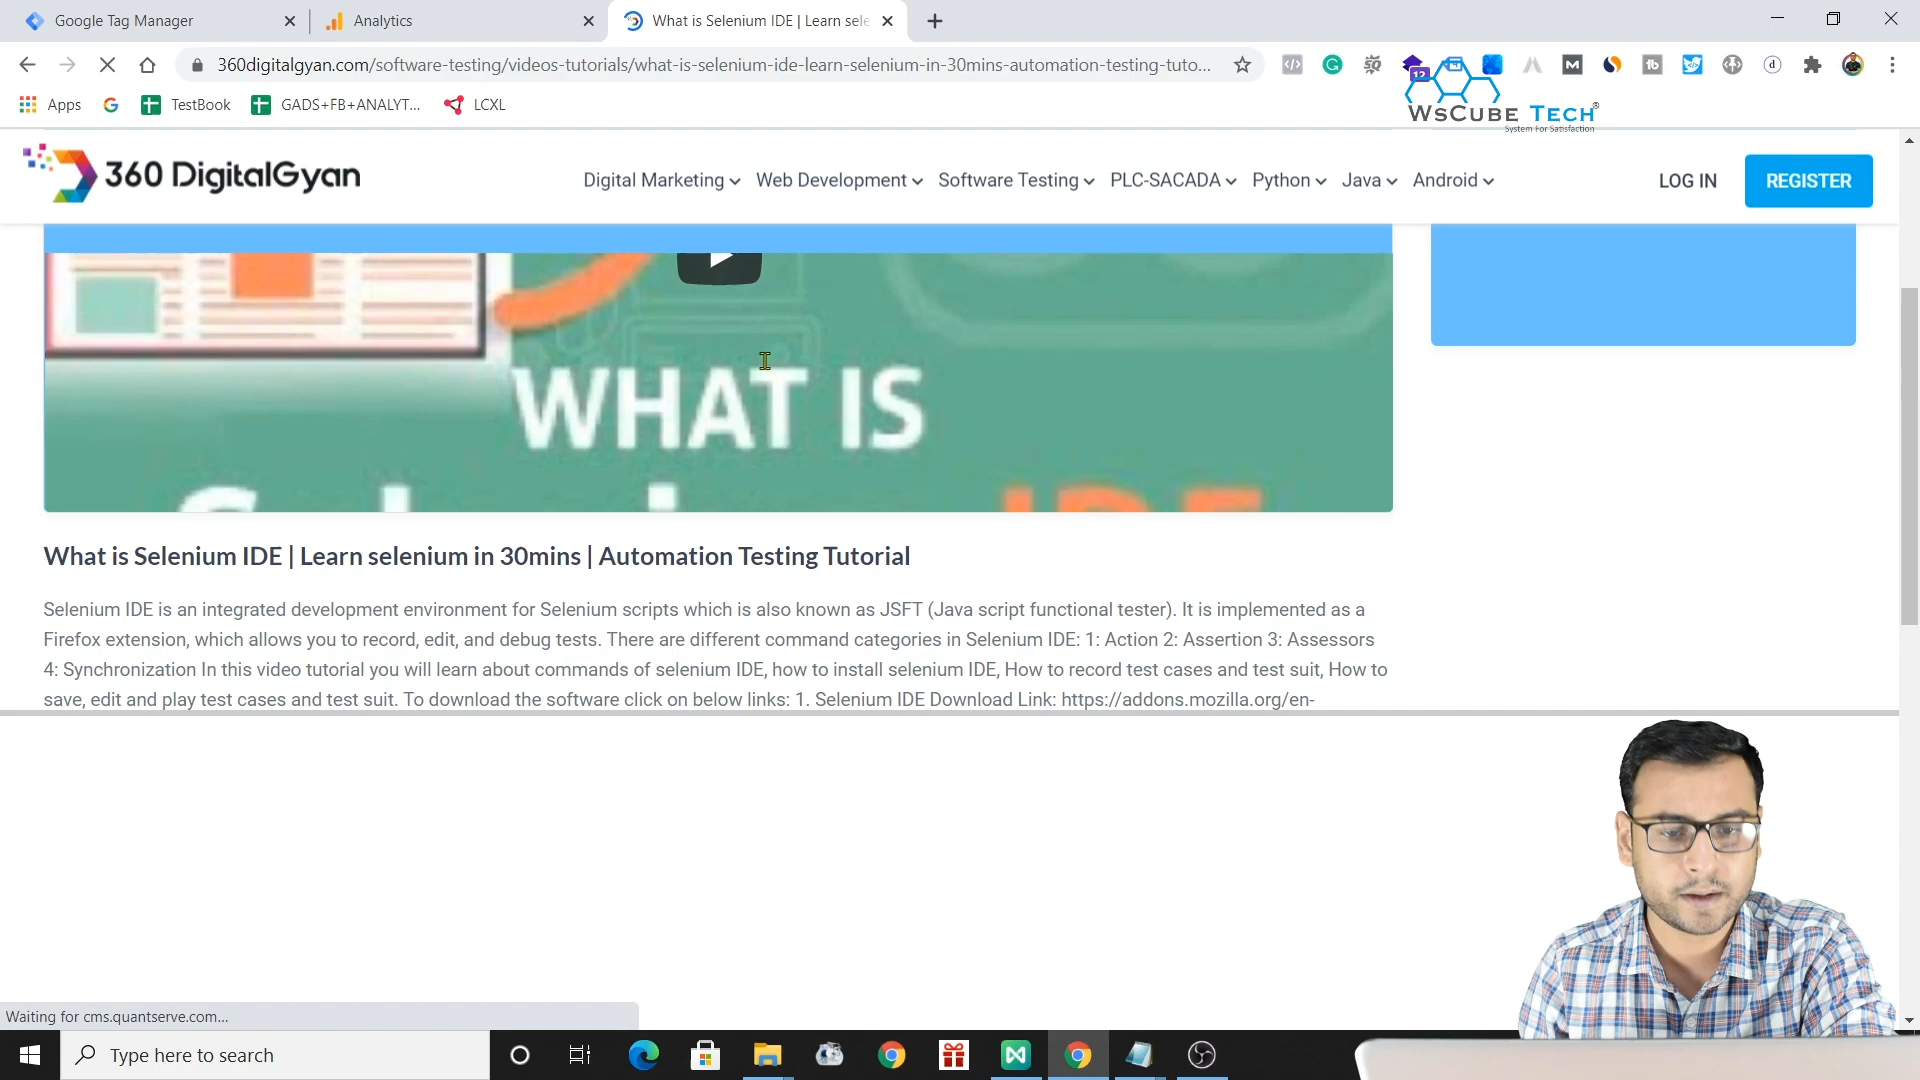 Google Tag Manager
Analytics
What is Selenium IDE | Learn sele
360digitalgyan.com/software-testing/videos-tutorials/what-is-selenium-ide-learn-selenium-in-30mins-automation-testing-tuto...
12
Apps
TestBook
GADS+FB+ANALYT...
LCXL
WSCUBE TECH®
System For Satisfaction
360 DigitalGyan
Digital Marketing
Web Development
Software Testing
PLC-SACADA
Python
Java
Android
LOG IN
REGISTER
WHAT IS
IDE
What is Selenium IDE | Learn selenium in 30mins | Automation Testing Tutorial
Selenium IDE is an integrated development environment for Selenium scripts which is also known as JSFT (Java script functional tester). It is implemented as a
Firefox extension, which allows you to record, edit, and debug tests. There are different command categories in Selenium IDE: 1: Action 2: Assertion 3: Assessors
4: Synchronization In this video tutorial you will learn about commands of selenium IDE, how to install selenium IDE, How to record test cases and test suit, How to
save, edit and play test cases and test suit. To download the software click on below links: 1. Selenium IDE Download Link: https://addons.mozilla.org/en-
Waiting for cms.quantserve.com...
Type here to search